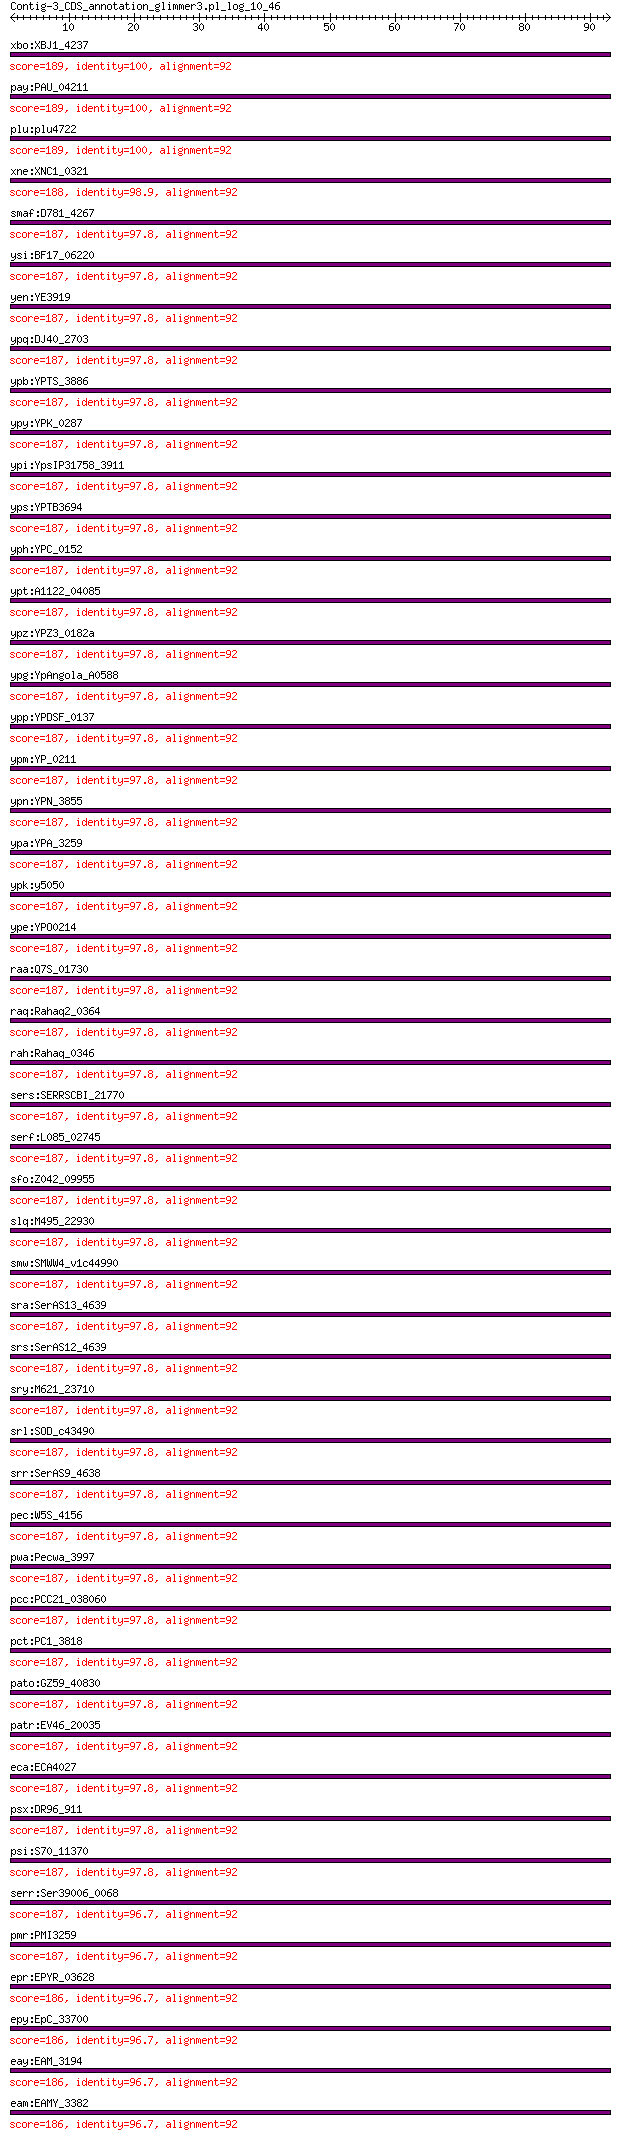 Contig-3_CDS_annotation_glimmer3.pl_log_10_46
10 20 30 40 50 60 70 80 90
xbo:XBJ1_4237
score=189, identity=100, alignment=92
pay:PAU_04211
score=189, identity=100, alignment=92
plu:plu4722
score=189, identity=100, alignment=92
xne:XNC1_0321
score=188, identity=98.9, alignment=92
smaf:D781_4267
score=187, identity=97.8, alignment=92
ysi:BF17_06220
score=187, identity=97.8, alignment=92
yen:YE3919
score=187, identity=97.8, alignment=92
ypq:DJ40_2703
score=187, identity=97.8, alignment=92
ypb:YPTS_3886
score=187, identity=97.8, alignment=92
ypy:YPK_0287
score=187, identity=97.8, alignment=92
ypi:YpsIP31758_3911
score=187, identity=97.8, alignment=92
yps:YPTB3694
score=187, identity=97.8, alignment=92
yph:YPC_0152
score=187, identity=97.8, alignment=92
ypt:A1122_04085
score=187, identity=97.8, alignment=92
ypz:YPZ3_0182a
score=187, identity=97.8, alignment=92
ypg:YpAngola_A0588
score=187, identity=97.8, alignment=92
ypp:YPDSF_0137
score=187, identity=97.8, alignment=92
ypm:YP_0211
score=187, identity=97.8, alignment=92
ypn:YPN_3855
score=187, identity=97.8, alignment=92
ypa:YPA_3259
score=187, identity=97.8, alignment=92
ypk:y5050
score=187, identity=97.8, alignment=92
ype:YPO0214
score=187, identity=97.8, alignment=92
raa:Q7S_01730
score=187, identity=97.8, alignment=92
raq:Rahaq2_0364
score=187, identity=97.8, alignment=92
rah:Rahaq_0346
score=187, identity=97.8, alignment=92
sers:SERRSCBI_21770
score=187, identity=97.8, alignment=92
serf:L085_02745
score=187, identity=97.8, alignment=92
sfo:Z042_09955
score=187, identity=97.8, alignment=92
slq:M495_22930
score=187, identity=97.8, alignment=92
smw:SMWW4_v1c44990
score=187, identity=97.8, alignment=92
sra:SerAS13_4639
score=187, identity=97.8, alignment=92
srs:SerAS12_4639
score=187, identity=97.8, alignment=92
sry:M621_23710
score=187, identity=97.8, alignment=92
srl:SOD_c43490
score=187, identity=97.8, alignment=92
srr:SerAS9_4638
score=187, identity=97.8, alignment=92
pec:W5S_4156
score=187, identity=97.8, alignment=92
pwa:Pecwa_3997
score=187, identity=97.8, alignment=92
pcc:PCC21_038060
score=187, identity=97.8, alignment=92
pct:PC1_3818
score=187, identity=97.8, alignment=92
pato:GZ59_40830
score=187, identity=97.8, alignment=92
patr:EV46_20035
score=187, identity=97.8, alignment=92
eca:ECA4027
score=187, identity=97.8, alignment=92
psx:DR96_911
score=187, identity=97.8, alignment=92
psi:S70_11370
score=187, identity=97.8, alignment=92
serr:Ser39006_0068
score=187, identity=96.7, alignment=92
pmr:PMI3259
score=187, identity=96.7, alignment=92
epr:EPYR_03628
score=186, identity=96.7, alignment=92
epy:EpC_33700
score=186, identity=96.7, alignment=92
eay:EAM_3194
score=186, identity=96.7, alignment=92
eam:EAMY_3382
score=186, identity=96.7, alignment=92